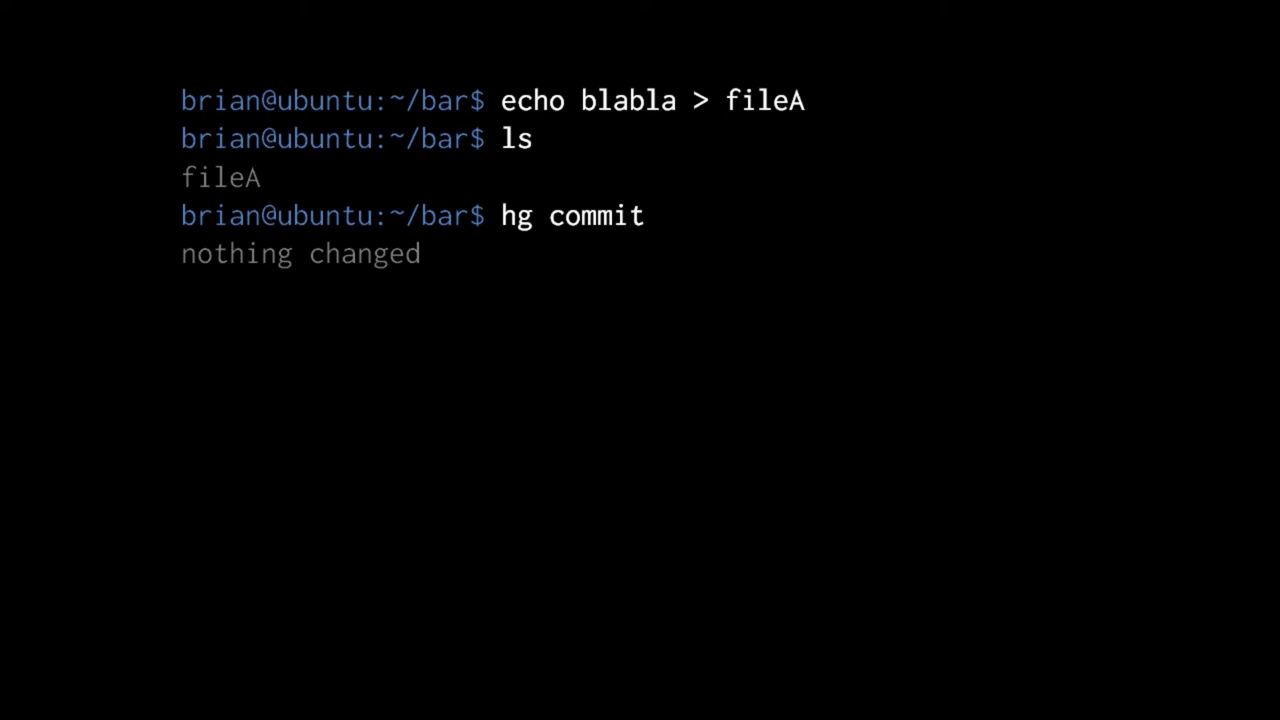 brian@ubuntu:~/bar$ echo blabla > fileA
brian@ubuntu:~/bar$ ls
fileA
brian@ubuntu:~/bar$ hg commit
nothing changed